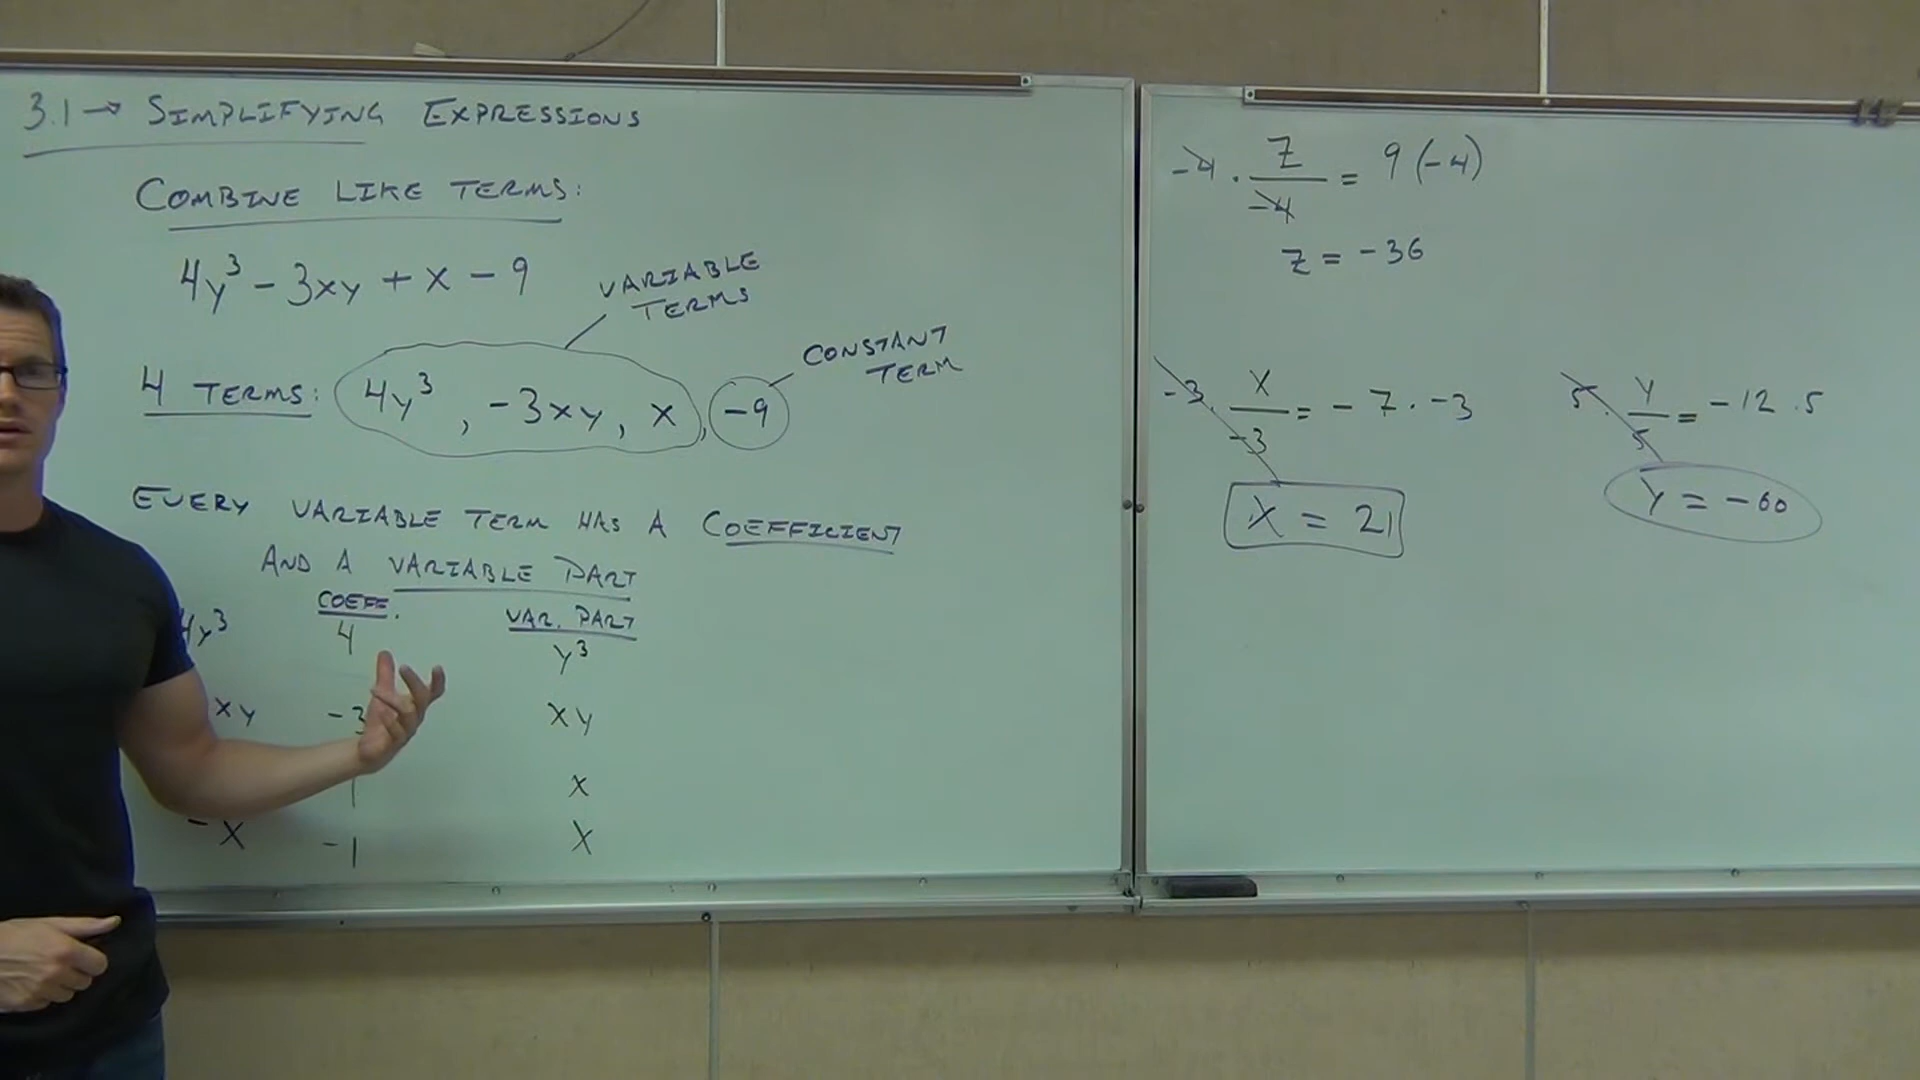 3.1 → SIMPLIFYING EXPRESSIONS
COMBINE LIKE TERMS:
4y³ - 3xy + x - 9
VARIABLE
TERMS
CONSTANT
TERM
4 TERMS: 4y³, -3xy, x, -9
EVERY VARIABLE TERM HAS A COEFFICIENT
AND A VARIABLE PART
COEFF. VAR. PART
4y³ 4 y³
xy -3 xy
1 x
-x -1 x
-4 · z/-4 = 9(-4)
z = -36
-3 · x/-3 = -7 · -3
x = 21
5 · y/5 = -12 · 5
y = -60